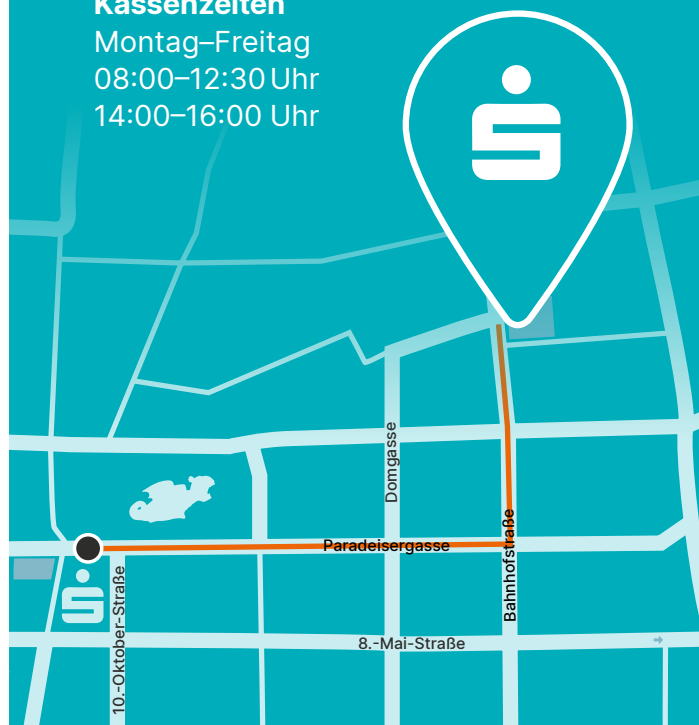 Kassenzeiten
Montag–Freitag
08:00–12:30 Uhr
14:00–16:00 Uhr
Domgasse
Paradeisergasse
Bahnhofstraße
10.-Oktober-Straße
8.-Mai-Straße